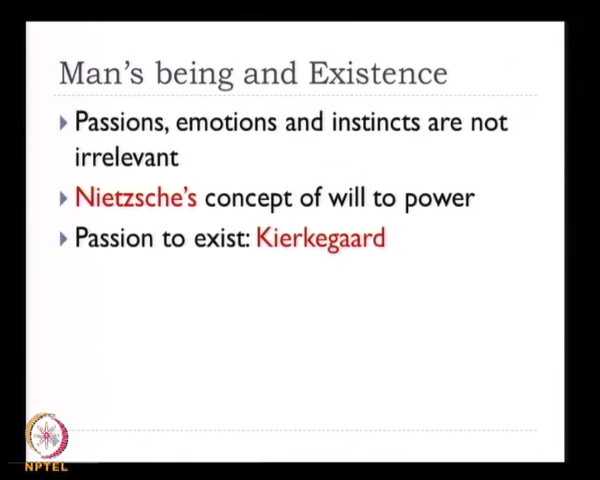 Man's being and Existence
Passions, emotions and instincts are not
irrelevant
Nietzsche's concept of will to power
Passion to exist: Kierkegaard
NPTEL